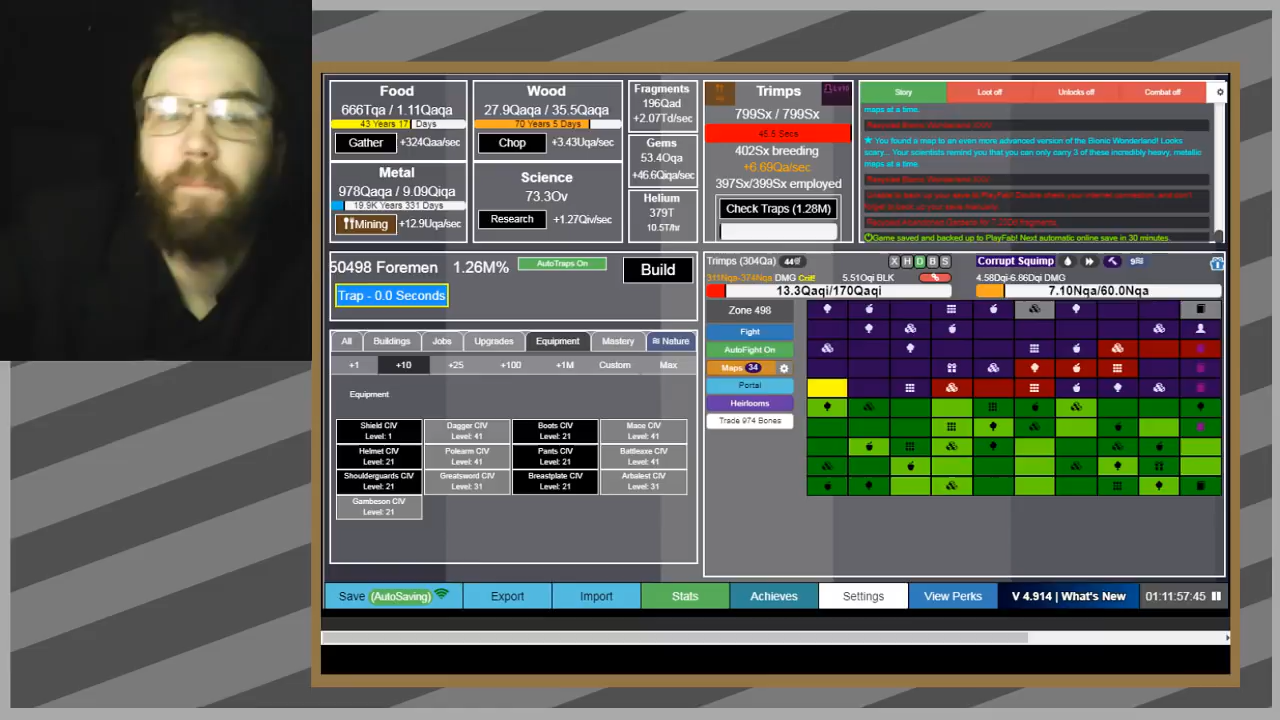 Food
666Tqa / 1.11Qaqa
43 Years 17 Days
Gather
+324Qaa/sec
Metal
978Qaqa / 9.09Qiqa
19.9K Years 331 Days
Mining
+12.9Uqa/sec
Wood
27.9Qaqa / 35.5Qaqa
70 Years 5 Days
Chop
+3.43Uqa/sec
Science
73.3Ov
Research
+1.27Qiv/sec
Fragments
196Qad
+2.07Td/sec
Gems
53.4Oqa
+46.6Qiqa/sec
Helium
379T
10.5T/hr
Trimps
799Sx / 799Sx
45.5 Secs
402Sx breeding
+6.69Qa/sec
397Sx/399Sx employed
Check Traps (1.28M)
Story
Loot off
Unlocks off
Combat off
maps at a time.
You found a map to an even more advanced version of the Bionic Wonderland! Looks
scary... Your scientists remind you that you can only carry 3 of these incredibly heavy, metallic
maps at a time.
Game saved and backed up to PlayFab! Next automatic online save in 30 minutes.
50498 Foremen
1.26M%
AutoTraps On
Build
Trap - 0.0 Seconds
All
Buildings
Jobs
Upgrades
Equipment
Mastery
Nature
+1
+10
+25
+100
+1M
Custom
Max
Equipment
Shield CIV
Level: 1
Dagger CIV
Level: 41
Boots CIV
Level: 21
Mace CIV
Level: 41
Helmet CIV
Level: 21
Polearm CIV
Level: 41
Pants CIV
Level: 21
Battleaxe CIV
Level: 41
Shoulderguards CIV
Level: 21
Greatsword CIV
Level: 31
Breastplate CIV
Level: 21
Arbalest CIV
Level: 31
Gambeson CIV
Level: 21
Trimps (304Qa)
44
X H D B S
311Nqa-374Nqa DMG Crit!
5.51Oqi BLK
13.3Qaqi/170Qaqi
Corrupt Squimp
4.58Dqi-6.86Dqi DMG
7.10Nqa/60.0Nqa
Zone 498
Fight
AutoFight On
Maps 34
Portal
Heirlooms
Trade 974 Bones
Save (AutoSaving)
Export
Import
Stats
Achieves
Settings
View Perks
V 4.914 | What's New
01:11:57:45